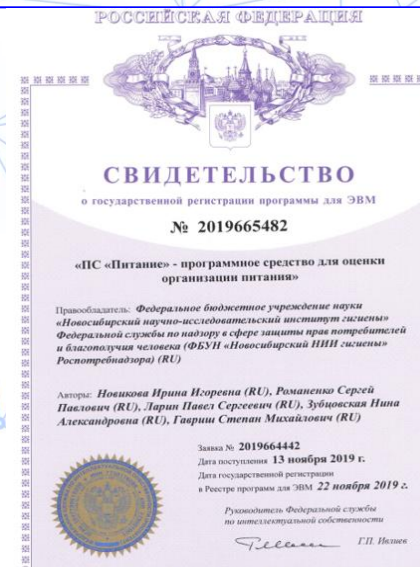 РОССИЙСКАЯ ФЕДЕРАЦИЯ
СВИДЕТЕЛЬСТВО
о государственной регистрации программы для ЭВМ
№ 2019665482
«ПС «Питание» - программное средство для оценки
организации питания»
Правообладатель: Федеральное бюджетное учреждение науки
«Новосибирский научно-исследовательский институт гигиены»
Федеральной службы по надзору в сфере защиты прав потребителей
и благополучия человека (ФБУН «Новосибирский НИИ гигиены»
Роспотребнадзора) (RU)
Авторы: Новикова Ирина Игоревна (RU), Романенко Сергей
Павлович (RU), Ларин Павел Сергеевич (RU), Зубцовская Нина
Александровна (RU), Гавриш Степан Михайлович (RU)
Заявка № 2019664442
Дата поступления 13 ноября 2019 г.
Дата государственной регистрации
в Реестре программ для ЭВМ 22 ноября 2019 г.
Руководитель Федеральной службы
по интеллектуальной собственности
Г.П. Ивлиев